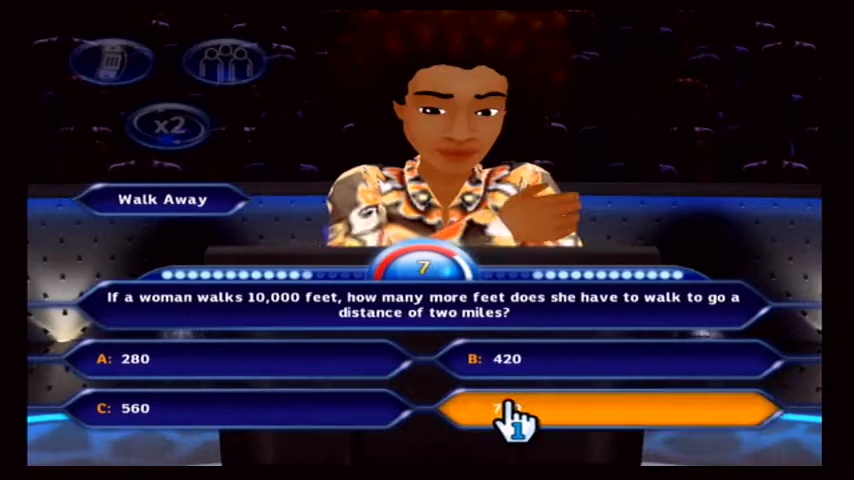 x2
Walk Away
7
If a woman walks 10,000 feet, how many more feet does she have to walk to go a
distance of two miles?
A: 280
B: 420
C: 560
1